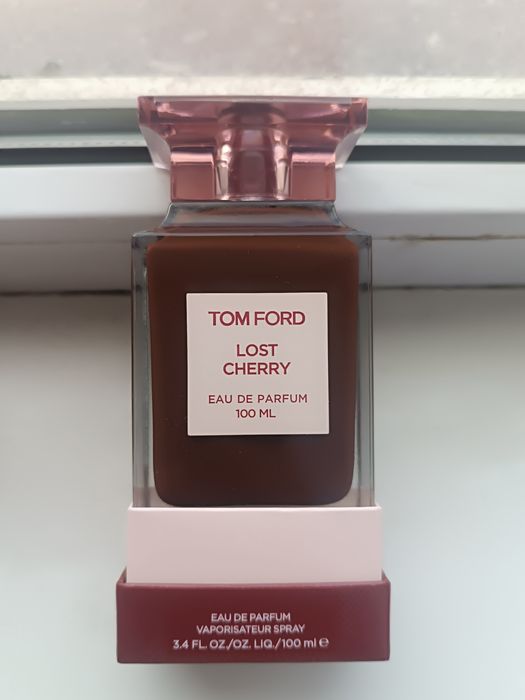 TOM FORD
LOST
CHERRY
EAU DE PARFUM
100 ML
EAU DE PARFUM
VAPORISATEUR SPRAY
3.4 FL. OZ./OZ. LIQ./100 ml ℮